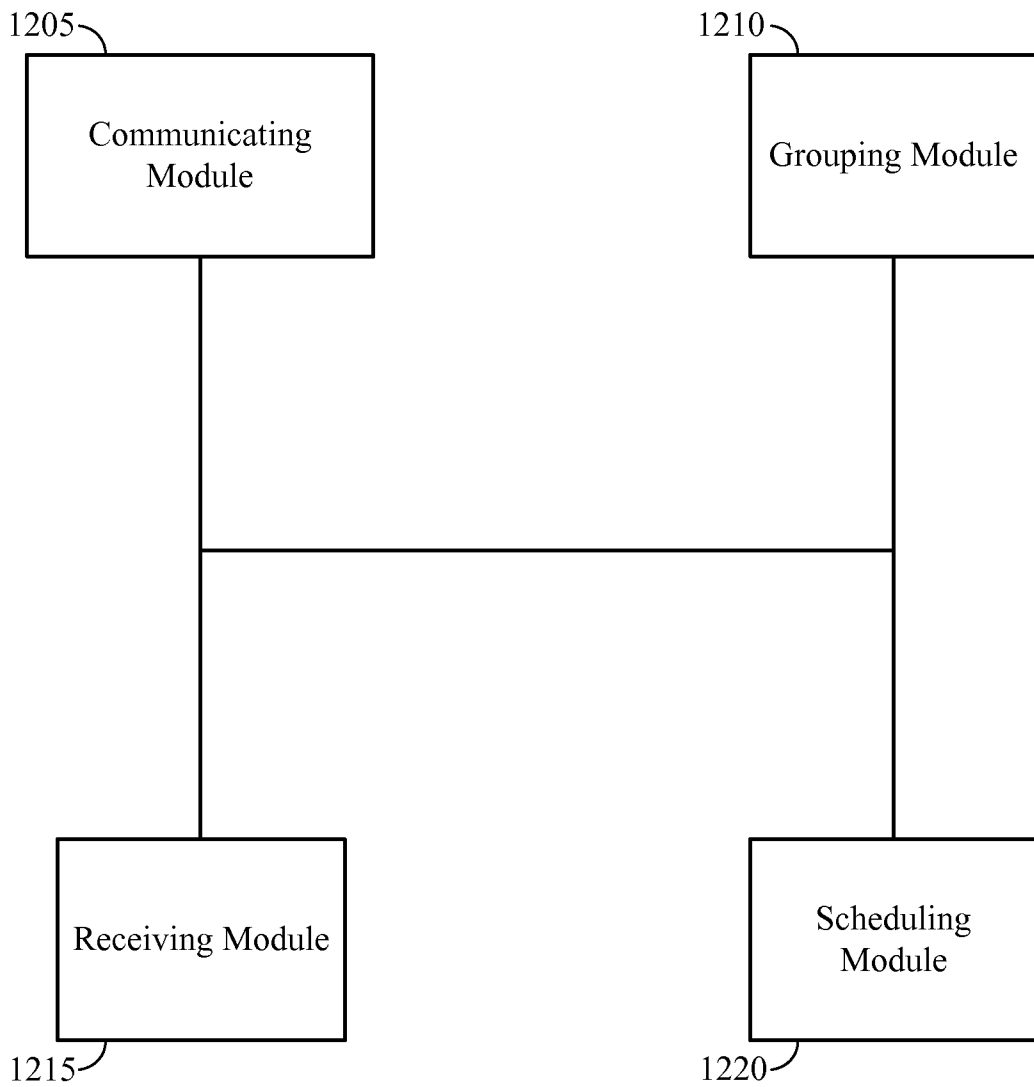 1205
1210
Communicating
Module
Grouping Module
Receiving Module
Scheduling
Module
1215
1220